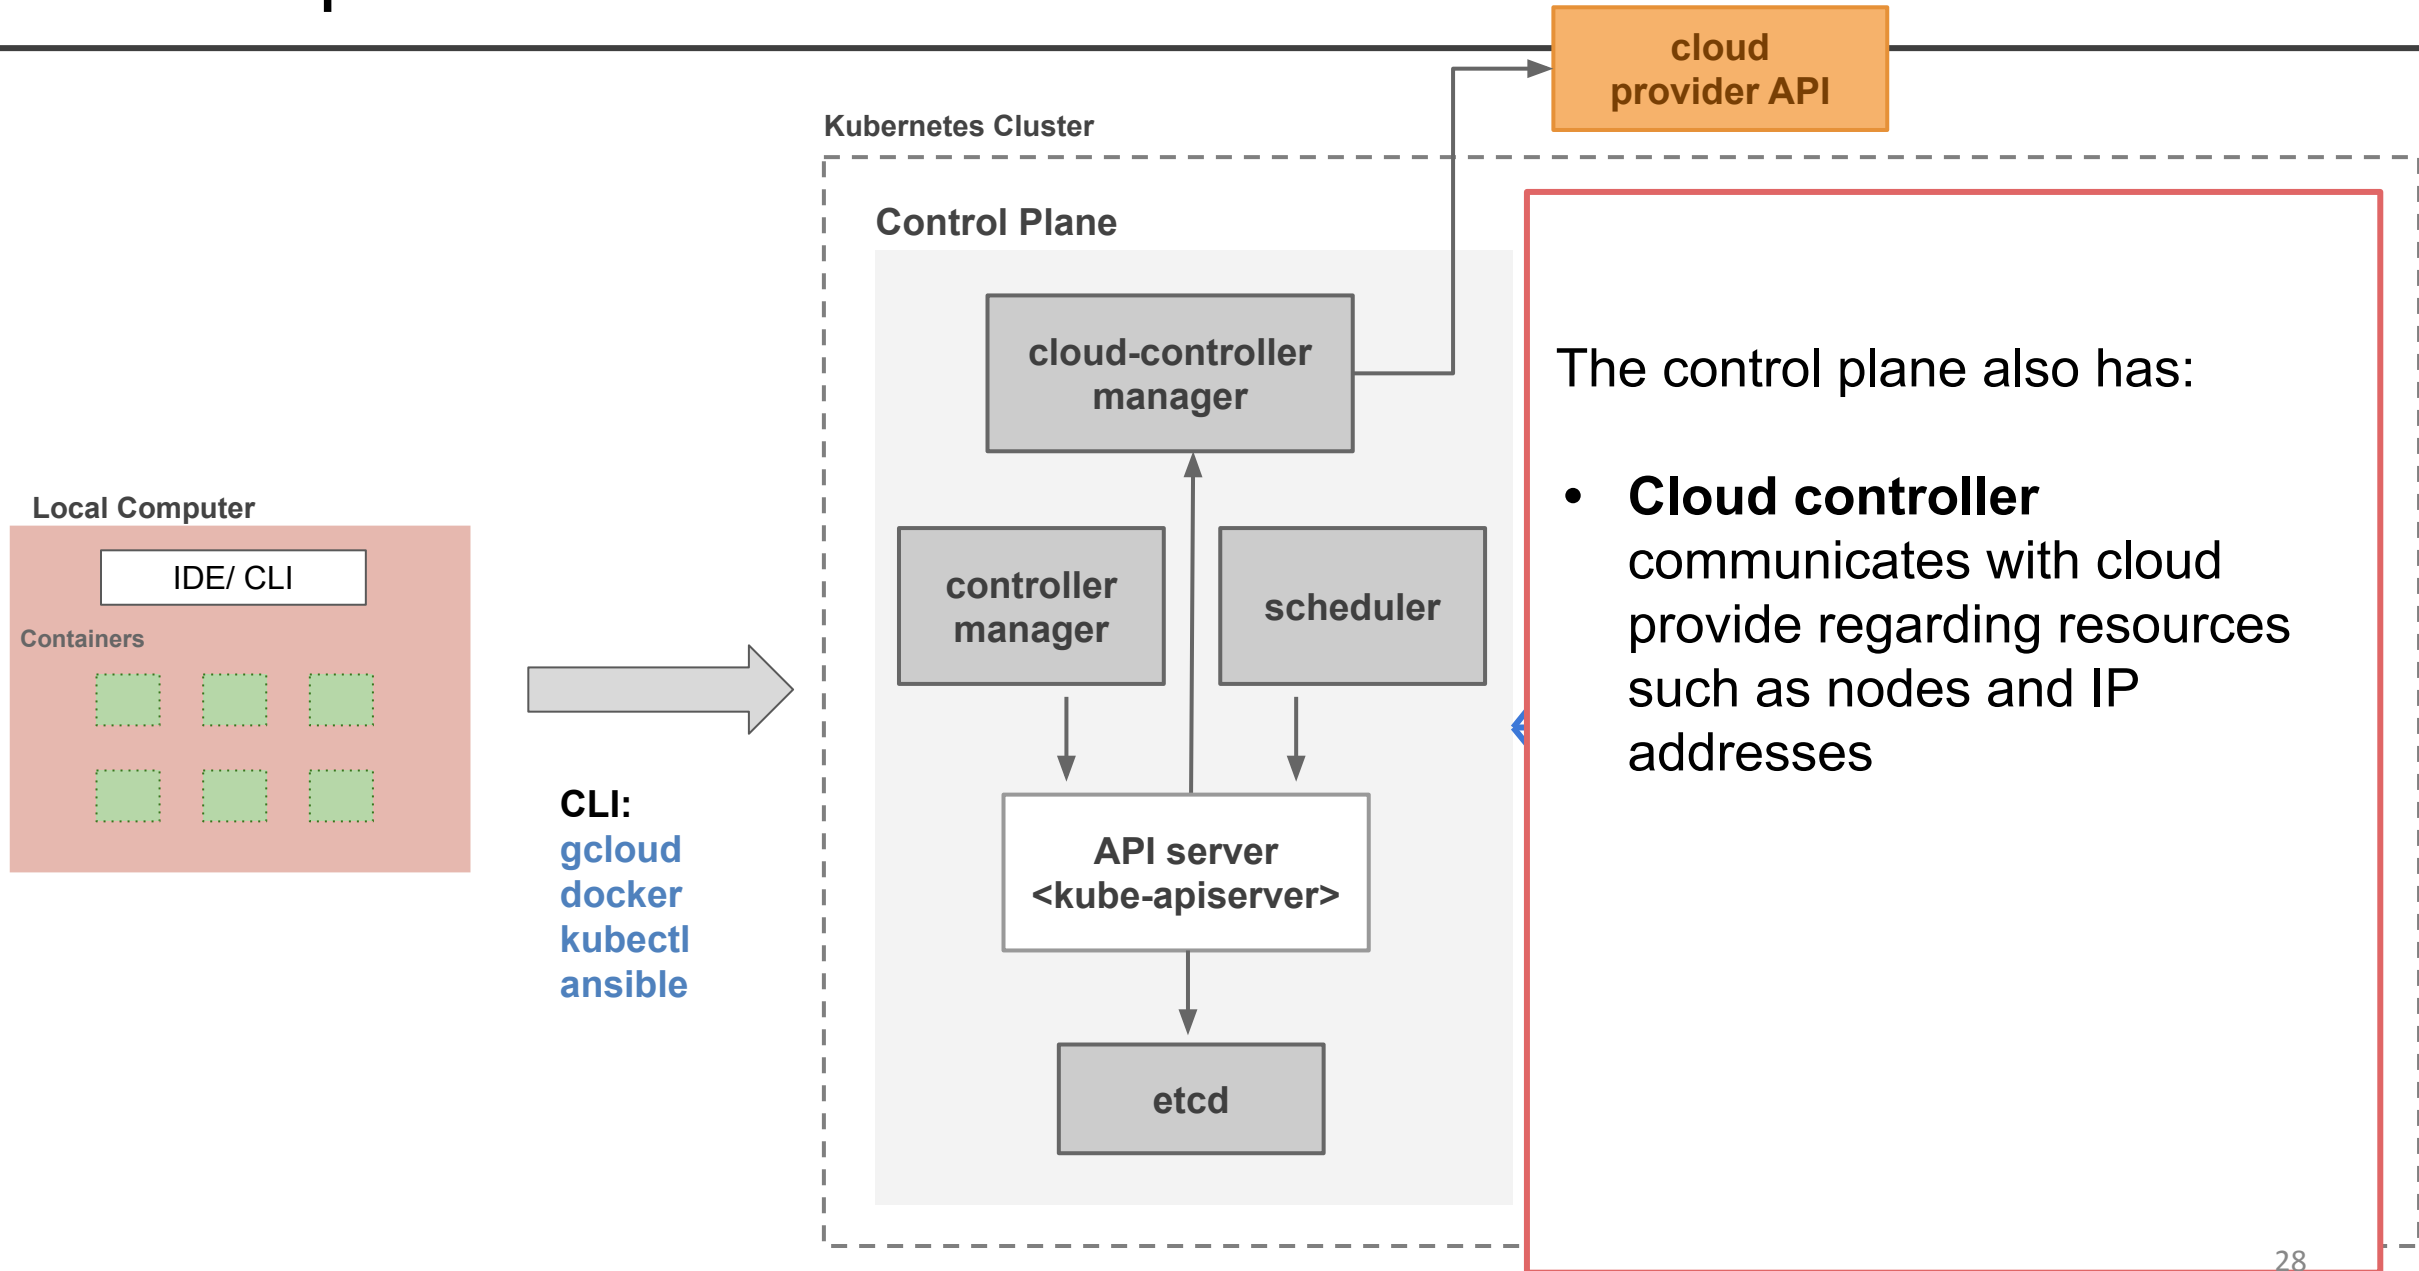 cloud
provider API
Kubernetes Cluster
Control Plane
cloud-controller
manager
controller
manager
scheduler
API server
<kube-apiserver>
etcd
Local Computer
IDE/ CLI
Containers
CLI:
gcloud
docker
kubectl
ansible
The control plane also has:
• Cloud controller
communicates with cloud
provide regarding resources
such as nodes and IP
addresses
28